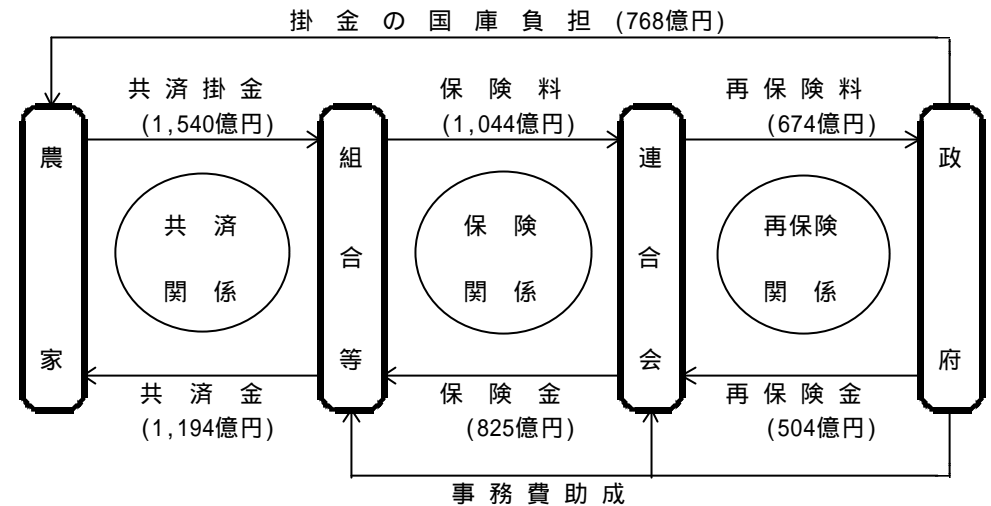 掛金の国庫負担 (768億円)
共済掛金
(1,540億円)
保険料
(1,044億円)
再保険料
(674億円)
農家
組合等
連合会
政府
共済
関係
保険
関係
再保険
関係
共済金
(1,194億円)
保険金
(825億円)
再保険金
(504億円)
事務費助成